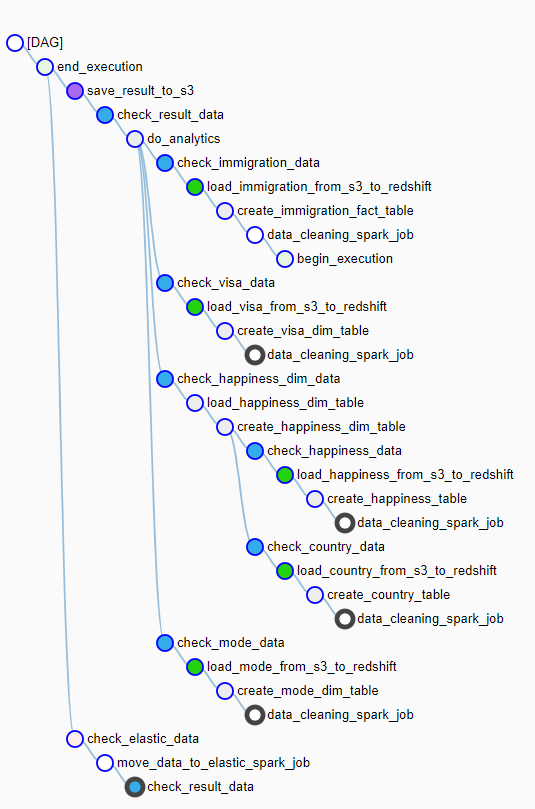 [DAG]
end_execution
save_result_to_s3
check_result_data
do_analytics
check_immigration_data
load_immigration_from_s3_to_redshift
create_immigration_fact_table
data_cleaning_spark_job
begin_execution
check_visa_data
load_visa_from_s3_to_redshift
create_visa_dim_table
data_cleaning_spark_job
check_happiness_dim_data
load_happiness_dim_table
create_happiness_dim_table
check_happiness_data
load_happiness_from_s3_to_redshift
create_happiness_table
data_cleaning_spark_job
check_country_data
load_country_from_s3_to_redshift
create_country_table
data_cleaning_spark_job
check_mode_data
load_mode_from_s3_to_redshift
create_mode_dim_table
data_cleaning_spark_job
check_elastic_data
move_data_to_elastic_spark_job
check_result_data